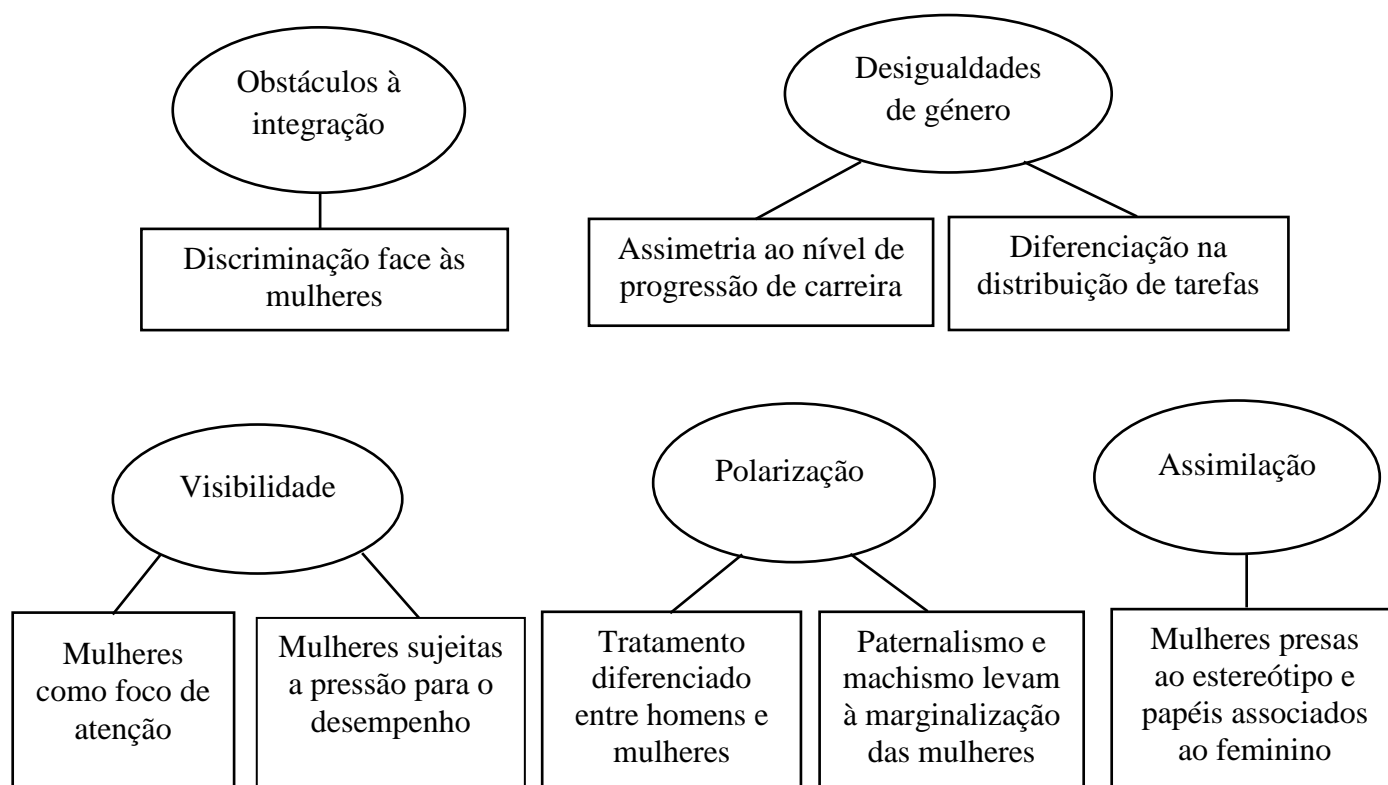 Obstáculos à
integração
Desigualdades
de género
Discriminação face às
mulheres
Assimetria ao nível de
progressão de carreira
Diferenciação na
distribuição de tarefas
Visibilidade
Polarização
Assimilação
Mulheres
como foco de
atenção
Mulheres sujeitas
a pressão para o
desempenho
Tratamento
diferenciado
entre homens e
mulheres
Paternalismo e
machismo levam
à marginalização
das mulheres
Mulheres presas
ao estereótipo e
papéis associados
ao feminino